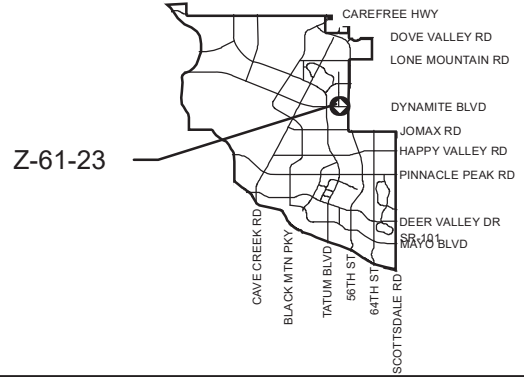 CAREFREE HWY
DOVE VALLEY RD
LONE MOUNTAIN RD
DYNAMITE BLVD
JOMAX RD
Z-61-23
HAPPY VALLEY RD
PINNACLE PEAK RD
DEER VALLEY DR
SR-101
MAYO BLVD
CAVE CREEK RD
BLACK MTN PKY
TATUM BLVD
56TH ST
64TH ST
SCOTTSDALE RD